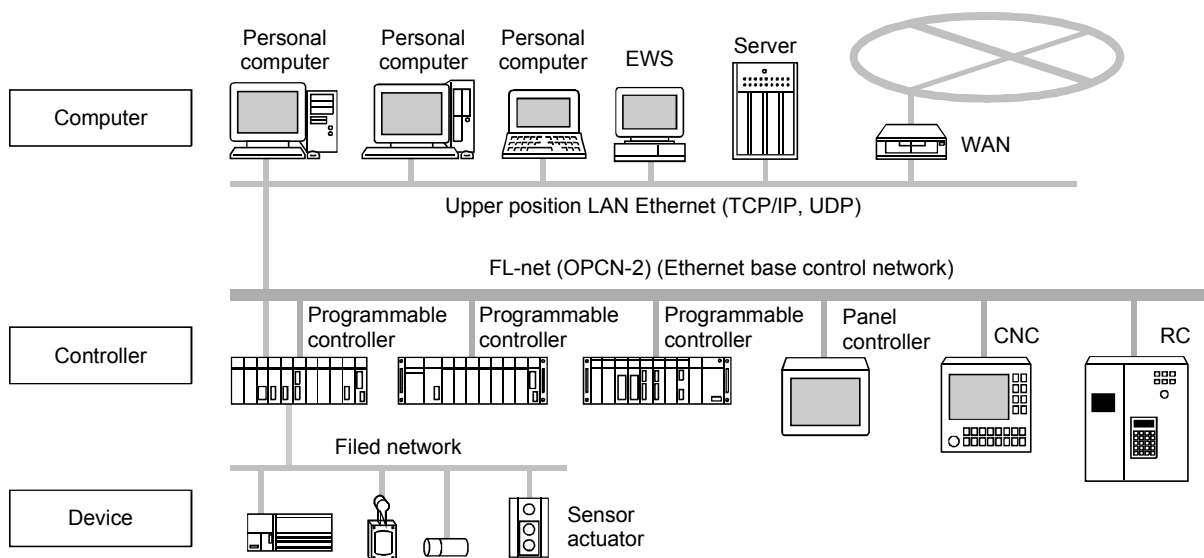 Personal
computer
Personal
computer
Personal
computer
EWS
Server
Computer
WAN
Upper position LAN Ethernet (TCP/IP, UDP)
FL-net (OPCN-2) (Ethernet base control network)
Programmable
controller
Programmable
controller
Programmable
controller
Panel
controller
CNC
RC
Controller
Filed network
Device
Sensor
actuator